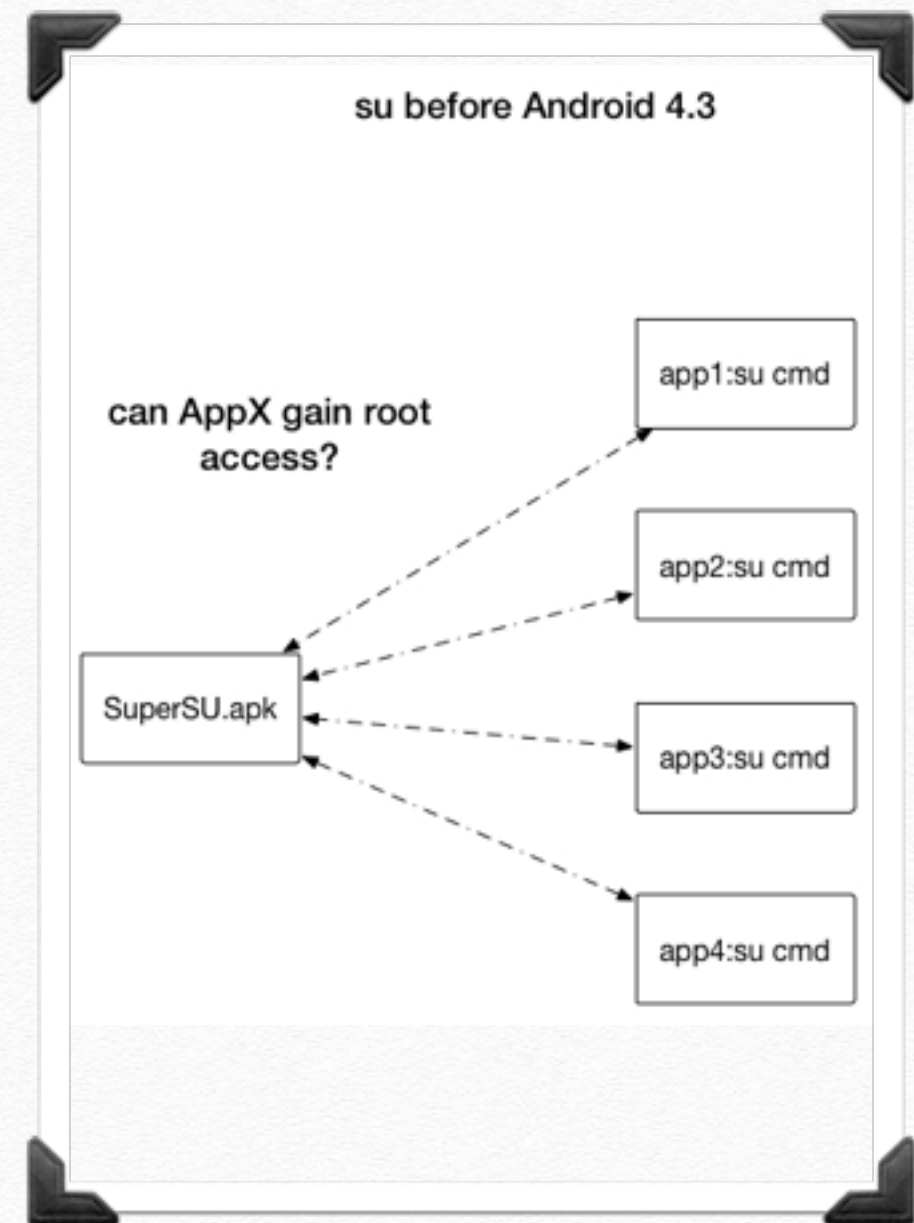 su before Android 4.3
can AppX gain root
access?
app1:su cmd
app2:su cmd
SuperSU.apk
app3:su cmd
app4:su cmd